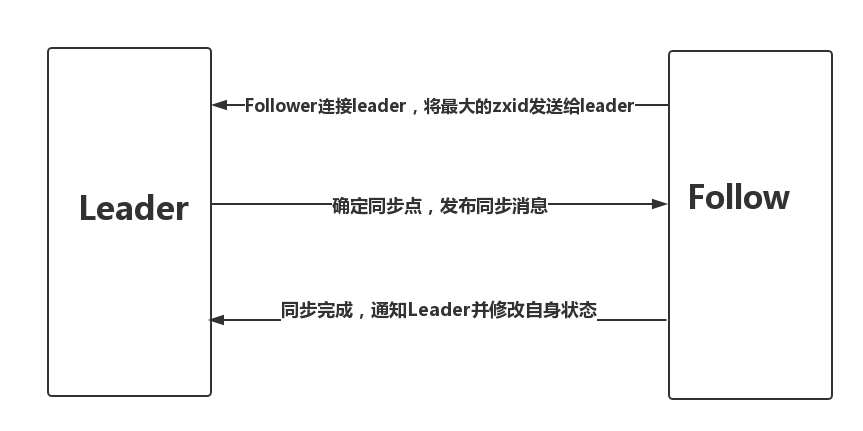 Follower连接leader，将最大的zxid发送给leader
Leader
确定同步点，发布同步消息
Follow
同步完成，通知Leader并修改自身状态